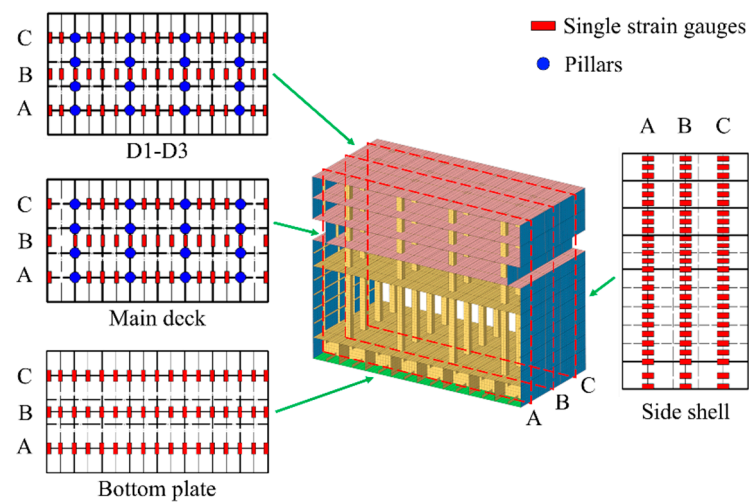 C
B
A
D1-D3
C
B
A
Main deck
C
B
A
Bottom plate
Single strain gauges
Pillars
A B C
Side shell
A
B
C